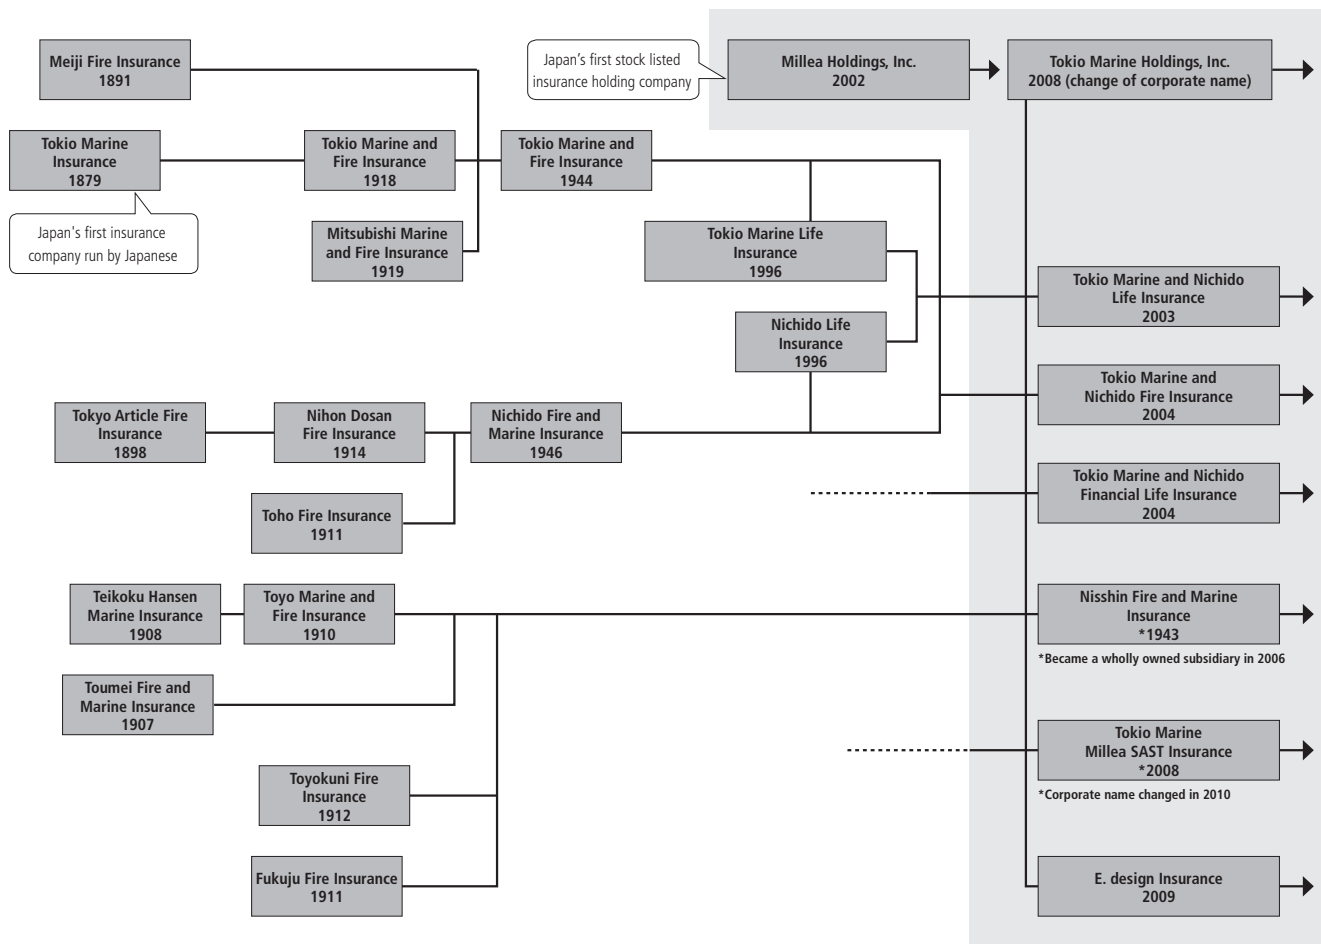 Meiji Fire Insurance
1891
Japan’s first stock listed
insurance holding company
Millea Holdings, Inc.
2002
Tokio Marine Holdings, Inc.
2008 (change of corporate name)
Tokio Marine
Insurance
1879
Tokio Marine and
Fire Insurance
1918
Tokio Marine and
Fire Insurance
1944
Japan's first insurance
company run by Japanese
Mitsubishi Marine
and Fire Insurance
1919
Tokio Marine Life
Insurance
1996
Tokio Marine and Nichido
Life Insurance
2003
Nichido Life
Insurance
1996
Tokio Marine and
Nichido Fire Insurance
2004
Tokyo Article Fire
Insurance
1898
Nihon Dosan
Fire Insurance
1914
Nichido Fire and
Marine Insurance
1946
Tokio Marine and Nichido
Financial Life Insurance
2004
Toho Fire Insurance
1911
Teikoku Hansen
Marine Insurance
1908
Toyo Marine and
Fire Insurance
1910
Nisshin Fire and Marine
Insurance
*1943
*Became a wholly owned subsidiary in 2006
Toumei Fire and
Marine Insurance
1907
Tokio Marine
Millea SAST Insurance
*2008
*Corporate name changed in 2010
Toyokuni Fire
Insurance
1912
Fukuju Fire Insurance
1911
E. design Insurance
2009